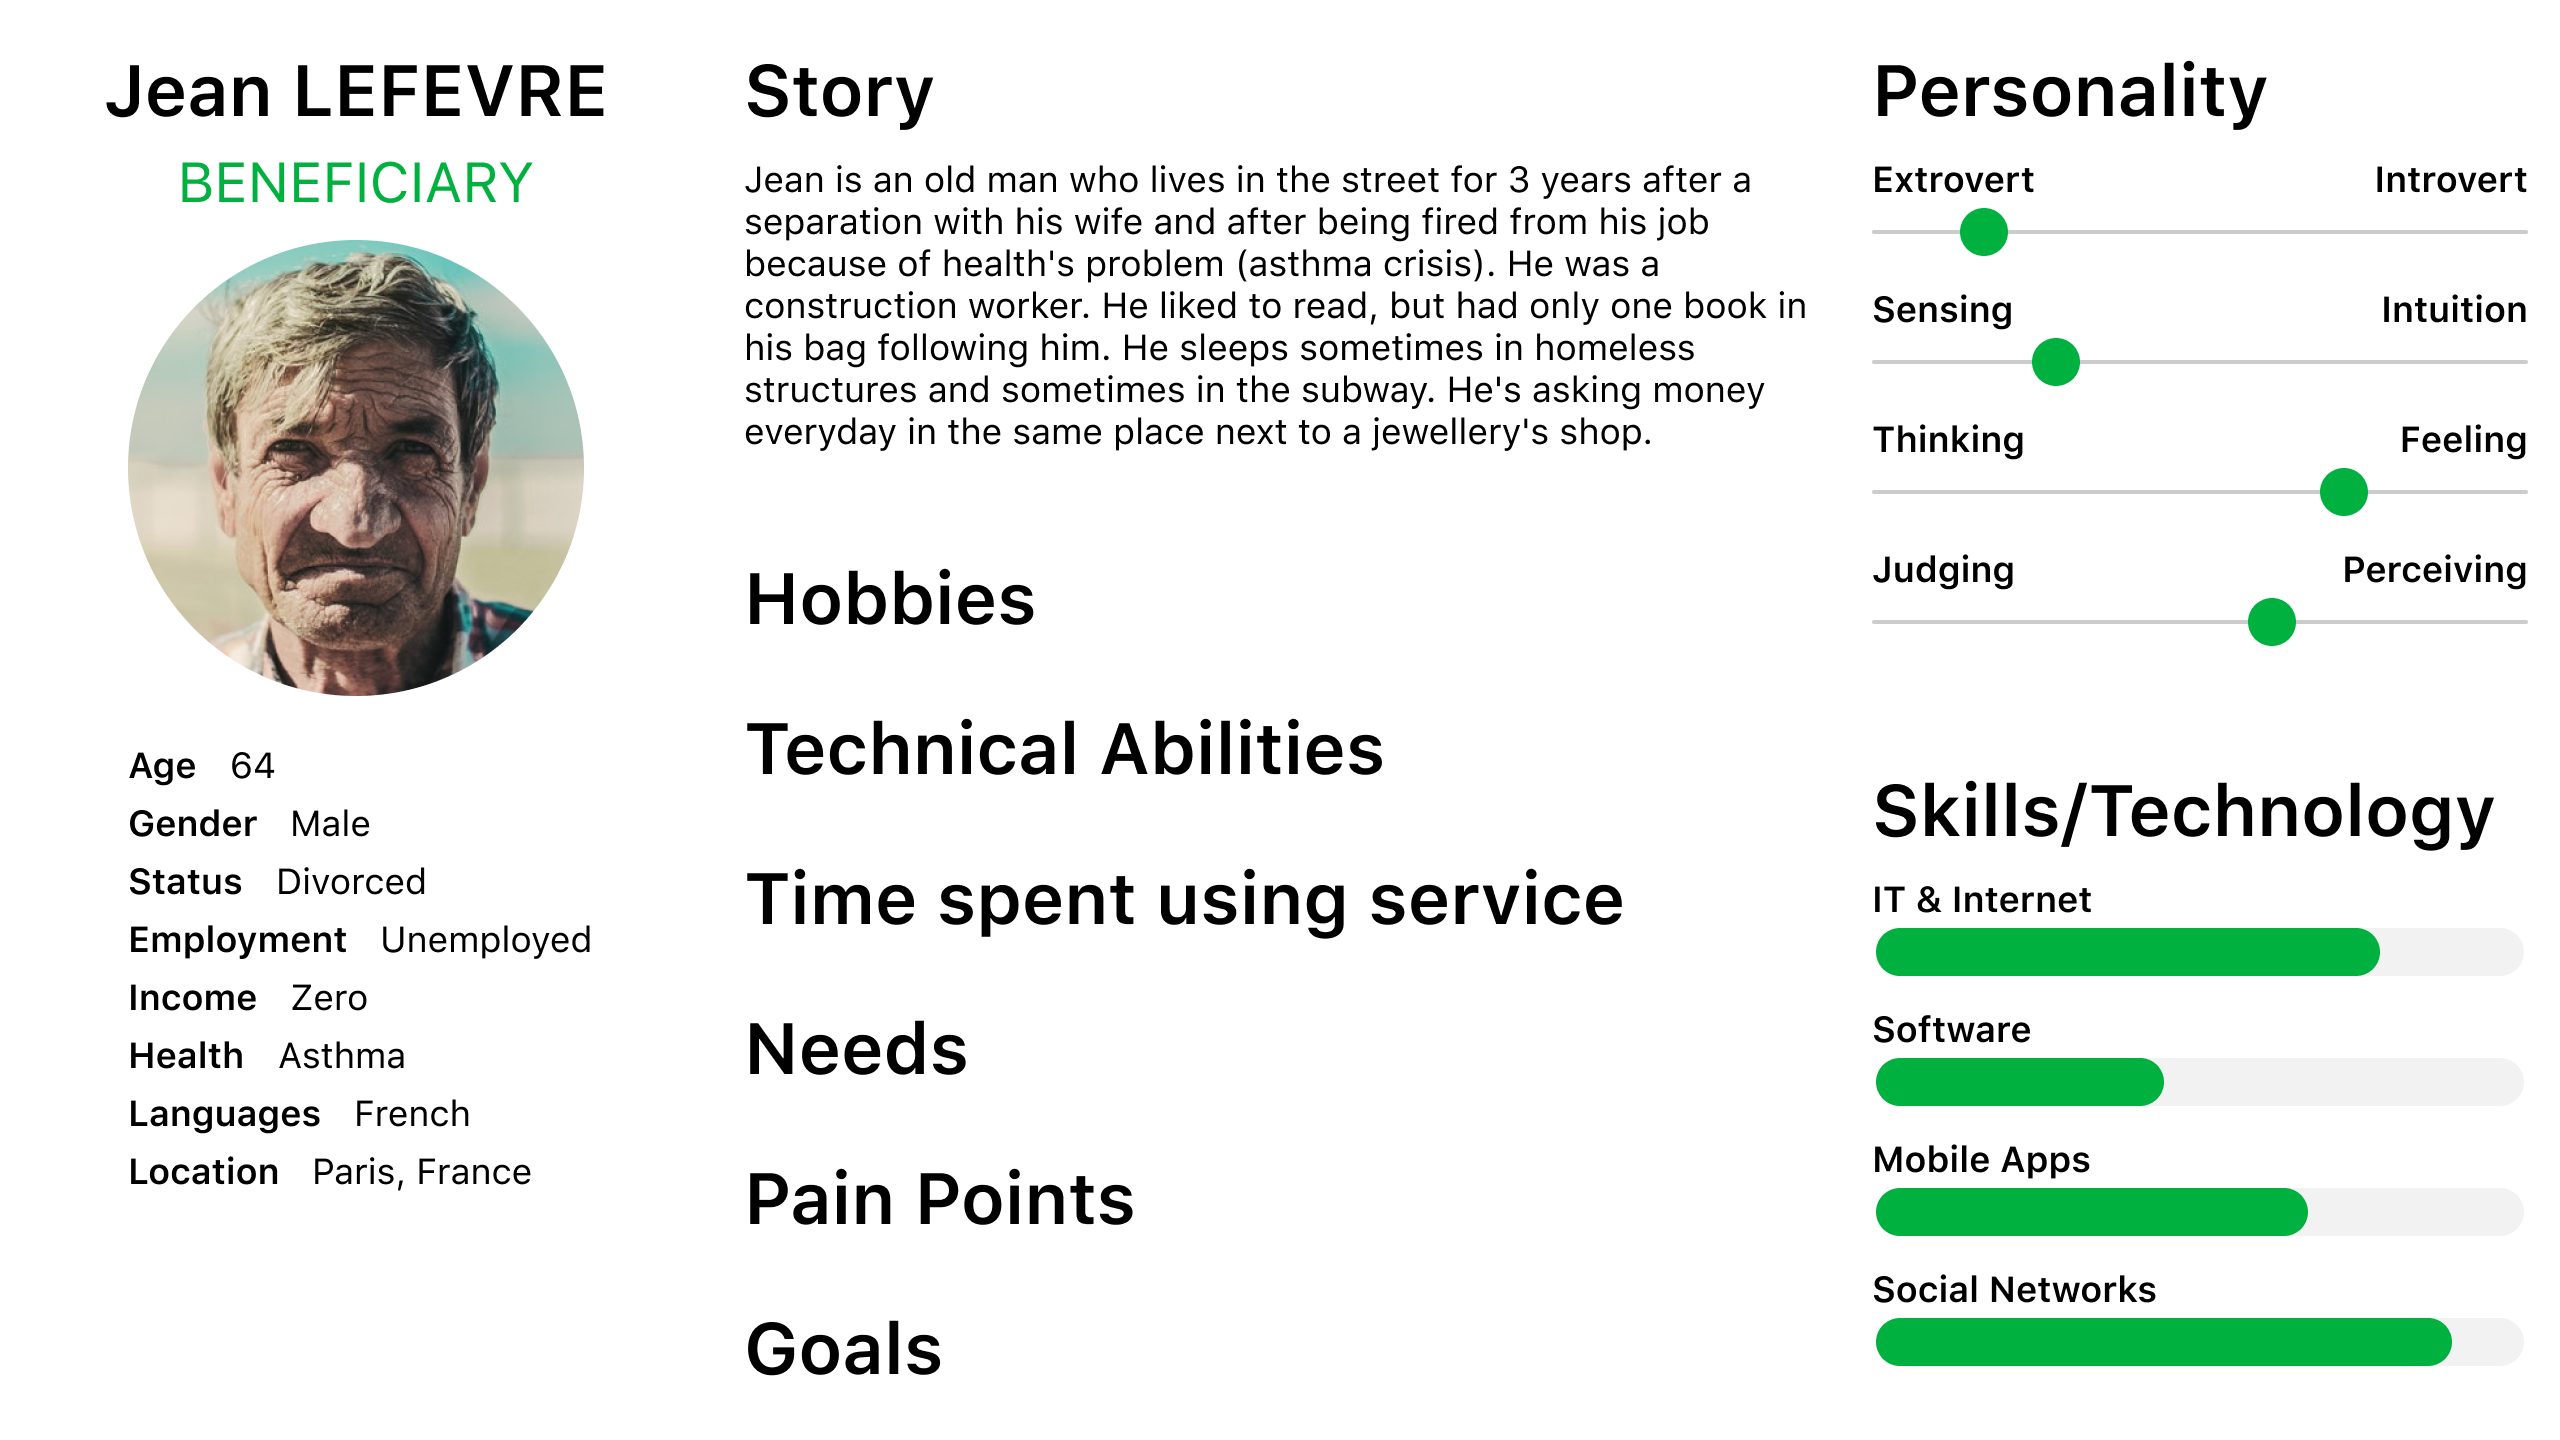 Jean LEFEVRE
BENEFICIARY
Age 64
Gender Male
Status Divorced
Employment Unemployed
Income Zero
Health Asthma
Languages French
Location Paris, France
Story
Jean is an old man who lives in the street for 3 years after a
separation with his wife and after being fired from his job
because of health's problem (asthma crisis). He was a
construction worker. He liked to read, but had only one book in
his bag following him. He sleeps sometimes in homeless
structures and sometimes in the subway. He's asking money
everyday in the same place next to a jewellery's shop.
Hobbies
Technical Abilities
Time spent using service
Needs
Pain Points
Goals
Personality
Extrovert Introvert
Sensing Intuition
Thinking Feeling
Judging Perceiving
Skills/Technology
IT & Internet
Software
Mobile Apps
Social Networks